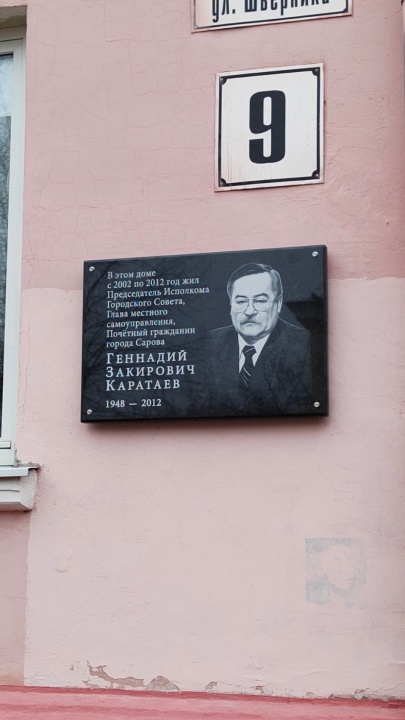 ул. Шверника
9
В этом доме
с 2002 по 2012 год жил
Председатель Исполкома
Городского Совета,
Глава местного
самоуправления,
Почётный гражданин
города Сарова
ГЕННАДИЙ
ЗАКИРОВИЧ
КАРАТАЕВ
1948 — 2012